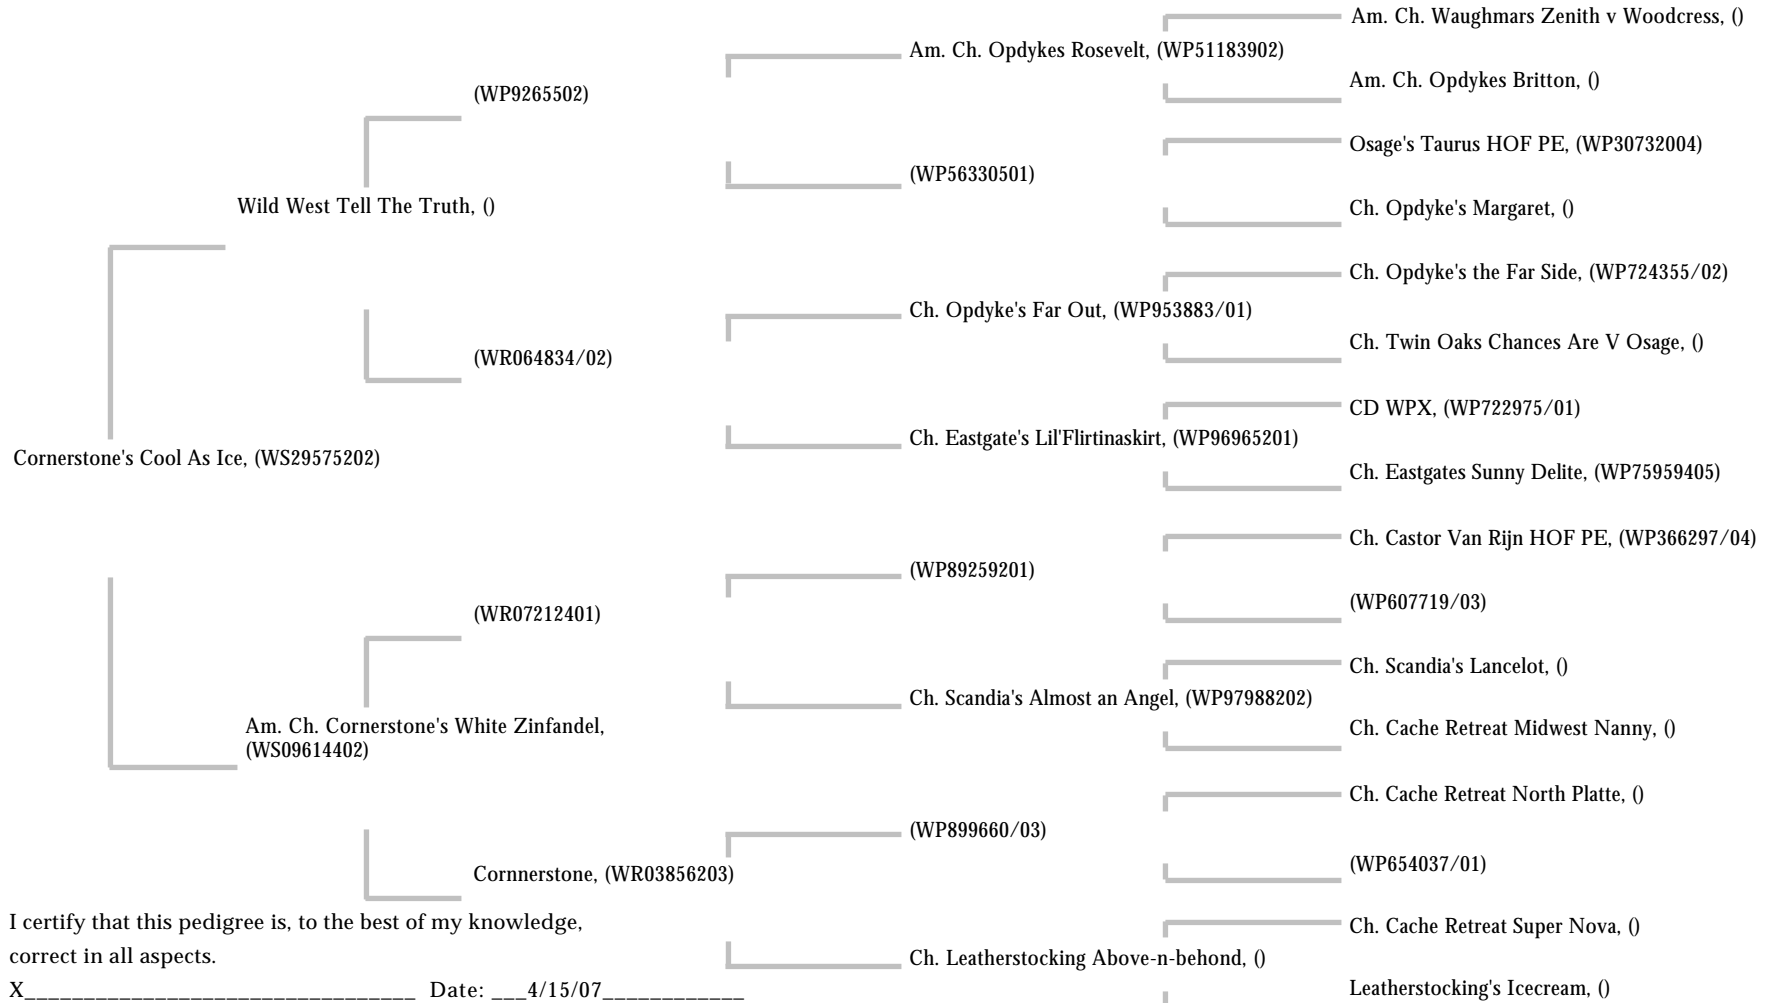 Am. Ch. Waughmars Zenith v Woodcress, ()
Am. Ch. Opdykes Rosevelt, (WP51183902)
Am. Ch. Opdykes Britton, ()
(WP9265502)
Osage's Taurus HOF PE, (WP30732004)
(WP56330501)
Ch. Opdyke's Margaret, ()
Wild West Tell The Truth, ()
Ch. Opdyke's the Far Side, (WP724355/02)
Ch. Opdyke's Far Out, (WP953883/01)
Ch. Twin Oaks Chances Are V Osage, ()
(WR064834/02)
CD WPX, (WP722975/01)
Ch. Eastgate's Lil'Flirtinaskirt, (WP96965201)
Ch. Eastgates Sunny Delite, (WP75959405)
Cornerstone's Cool As Ice, (WS29575202)
Ch. Castor Van Rijn HOF PE, (WP366297/04)
(WP89259201)
(WP607719/03)
(WR07212401)
Ch. Scandia's Lancelot, ()
Ch. Scandia's Almost an Angel, (WP97988202)
Ch. Cache Retreat Midwest Nanny, ()
Am. Ch. Cornerstone's White Zinfandel,
(WS09614402)
Ch. Cache Retreat North Platte, ()
(WP899660/03)
(WP654037/01)
Cornnerstone, (WR03856203)
Ch. Cache Retreat Super Nova, ()
Ch. Leatherstocking Above-n-behond, ()
Leatherstocking's Icecream, ()
I certify that this pedigree is, to the best of my knowledge,
correct in all aspects.
X_________________________________ Date: ___4/15/07____________